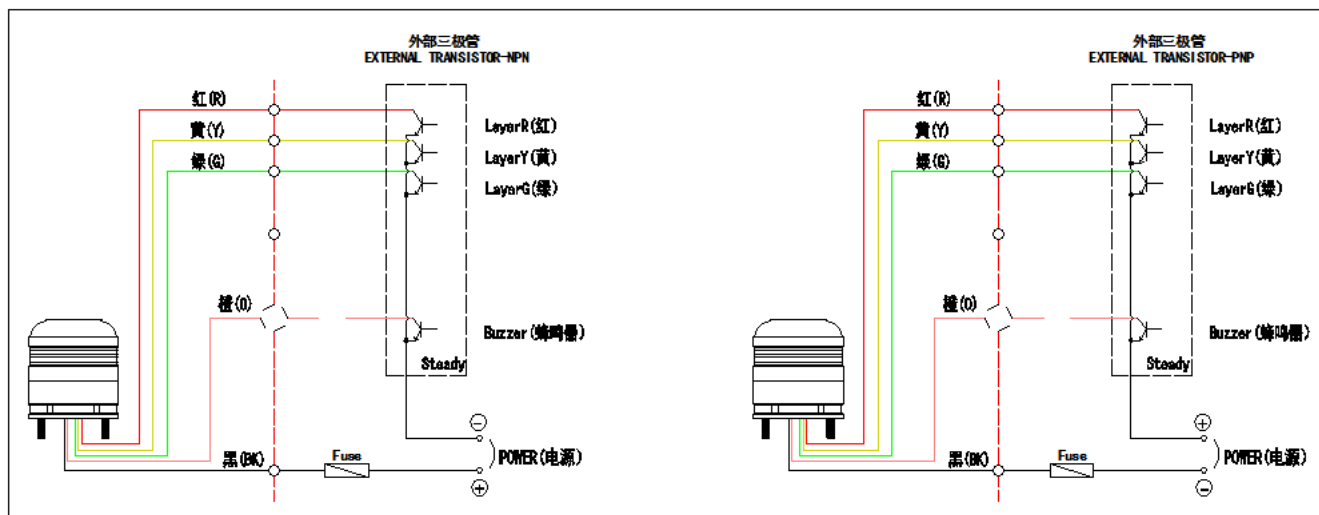 外部三极管
EXTERNAL TRANSISTOR-NPN
红(R)
黄(Y)
绿(G)
LayerR(红)
LayerY(黄)
LayerG(绿)
橙(O)
Buzzer(蜂鸣器)
Steady
黑(BK)
Fuse
POWER(电源)
-
+
外部三极管
EXTERNAL TRANSISTOR-PNP
红(R)
黄(Y)
绿(G)
LayerR(红)
LayerY(黄)
LayerG(绿)
橙(O)
Buzzer(蜂鸣器)
Steady
黑(BK)
Fuse
POWER(电源)
+
-